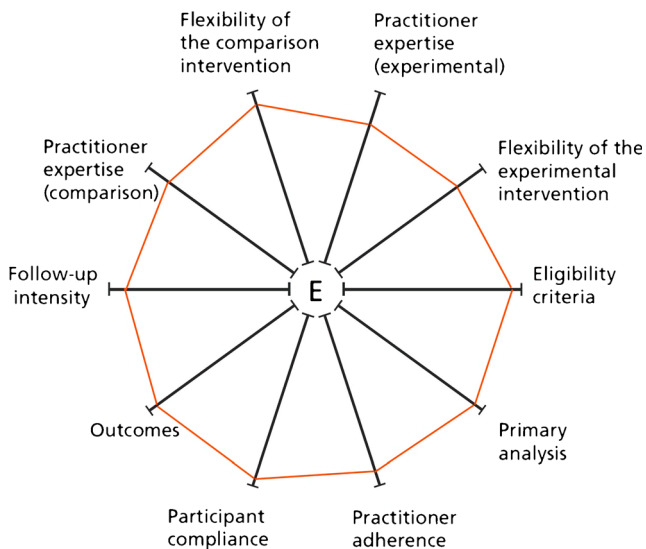 Flexibility of
the comparison
intervention
Practitioner
expertise
(experimental)
Practitioner
expertise
(comparison)
Flexibility of the
experimental
intervention
Follow-up
intensity
E
Eligibility
criteria
Outcomes
Primary
analysis
Participant
compliance
Practitioner
adherence